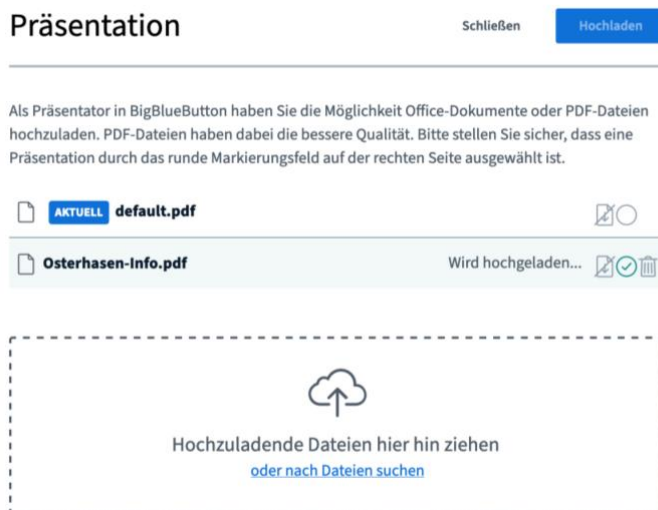 Präsentation
Schließen
Hochladen
Als Präsentator in BigBlueButton haben Sie die Möglichkeit Office-Dokumente oder PDF-Dateien
hochzuladen. PDF-Dateien haben dabei die bessere Qualität. Bitte stellen Sie sicher, dass eine
Präsentation durch das runde Markierungsfeld auf der rechten Seite ausgewählt ist.
AKTUELL default.pdf
Osterhasen-Info.pdf Wird hochgeladen...
Hochzuladende Dateien hier hin ziehen
oder nach Dateien suchen